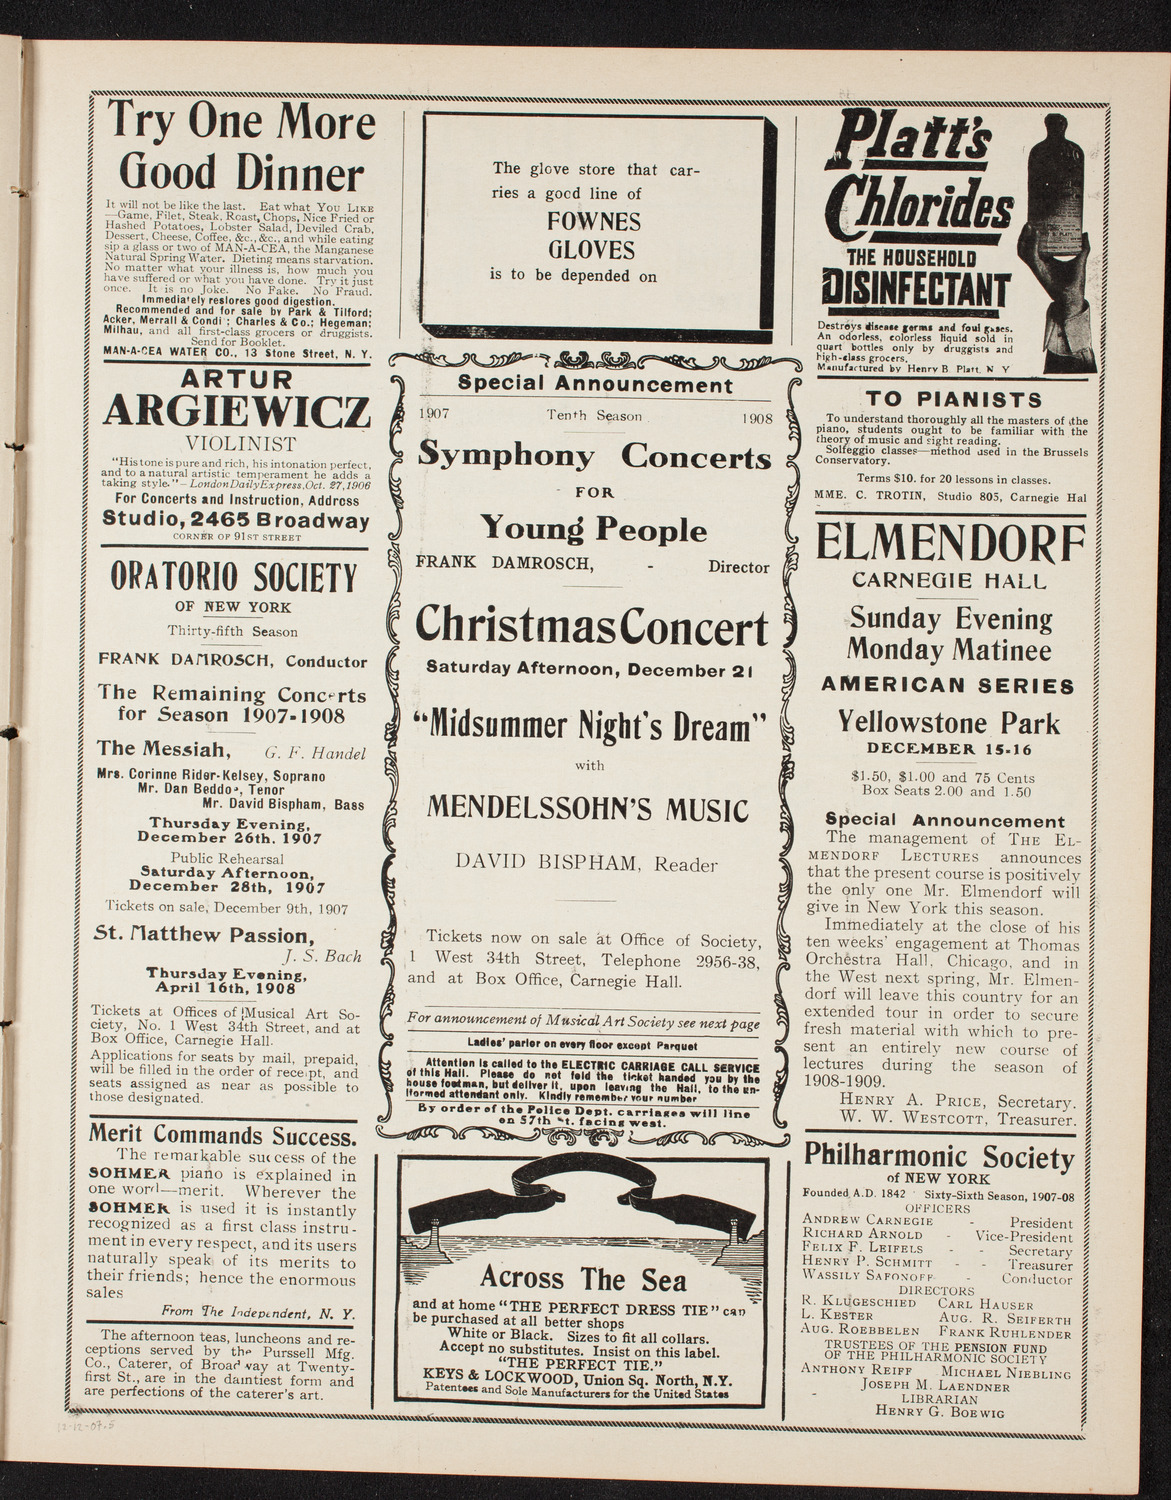 Try One More
Good Dinner
It will not be like the last. Eat what YOU LIKE
—Game, Filet, Steak, Roast, Chops, Nice Fried or
Hashed Potatoes, Lobster Salad, Deviled Crab,
Dessert, Cheese, Coffee, &c., &c., and while eating
sip a glass or two of MAN-A-CEA, the Manganese
Natural Spring Water. Dieting means starvation.
No matter what your illness is, how much you
have suffered or what you have done. Try it just
once. It is no Joke. No Fake. No Fraud.
Immediately restores good digestion.
Recommended and for sale by Park & Tilford;
Acker, Merrall & Condi ; Charles & Co.; Hegeman;
Milhau, and all first-class grocers or druggists.
Send for Booklet.
MAN-A-CEA WATER CO., 13 Stone Street, N. Y.
ARTUR
ARGIEWICZ
VIOLINIST
"His tone is pure and rich, his intonation perfect,
and to a natural artistic temperament he adds a
taking style."—London Daily Express, Oct. 27, 1906
For Concerts and Instruction, Address
Studio, 2465 Broadway
CORNER OF 91ST STREET
ORATORIO SOCIETY
OF NEW YORK
Thirty-fifth Season
FRANK DAMROSCH, Conductor
The Remaining Concerts
for Season 1907-1908
The Messiah, G. F. Handel
Mrs. Corinne Rider-Kelsey, Soprano
Mr. Dan Beddoe, Tenor
Mr. David Bispham, Bass
Thursday Evening,
December 26th. 1907
Public Rehearsal
Saturday Afternoon,
December 28th, 1907
Tickets on sale, December 9th, 1907
St. Matthew Passion,
J. S. Bach
Thursday Evening,
April 16th, 1908
Tickets at Offices of Musical Art So-
ciety, No. 1 West 34th Street, and at
Box Office, Carnegie Hall.
Applications for seats by mail, prepaid,
will be filled in the order of receipt, and
seats assigned as near as possible to
those designated.
Merit Commands Success.
The remarkable success of the
SOHMER piano is explained in
one word—merit. Wherever the
SOHMER is used it is instantly
recognized as a first class instru-
ment in every respect, and its users
naturally speak of its merits to
their friends; hence the enormous
sales
From The Independent, N. Y.
The afternoon teas, luncheons and re-
ceptions served by the Purssell Mfg.
Co., Caterer, of Broadway at Twenty-
first St., are in the daintiest form and
are perfections of the caterer's art.
12-12-07.5
The glove store that car-
ries a good line of
FOWNES
GLOVES
is to be depended on
Special Announcement
1907 Tenth Season 1908
Symphony Concerts
FOR
Young People
FRANK DAMROSCH, - Director
Christmas Concert
Saturday Afternoon, December 21
"Midsummer Night's Dream"
with
MENDELSSOHN'S MUSIC
DAVID BISPHAM, Reader
Tickets now on sale at Office of Society,
1 West 34th Street, Telephone 2956-38,
and at Box Office, Carnegie Hall.
For announcement of Musical Art Society see next page
Ladies' parlor on every floor except Parquet
Attention is called to the ELECTRIC CARRIAGE CALL SERVICE
of this Hall. Please do not fold the ticket handed you by the
house footman, but deliver it, upon leaving the Hall, to the un-
iformed attendant only. Kindly remember your number
By order of the Police Dept. carriages will line
on 57th St. facing west.
Across The Sea
and at home "THE PERFECT DRESS TIE" can
be purchased at all better shops
White or Black. Sizes to fit all collars.
Accept no substitutes. Insist on this label.
"THE PERFECT TIE."
KEYS & LOCKWOOD, Union Sq. North, N.Y.
Patentees and Sole Manufacturers for the United States
Platt's
Chlorides
THE HOUSEHOLD
DISINFECTANT
Destroys disease germs and foul gases.
An odorless, colorless liquid sold in
quart bottles only by druggists and
high-class grocers.
Manufactured by Henry B. Platt, N Y
TO PIANISTS
To understand thoroughly all the masters of the
piano, students ought to be familiar with the
theory of music and sight reading.
Solfeggio classes—method used in the Brussels
Conservatory.
Terms $10. for 20 lessons in classes.
MME. C. TROTIN, Studio 805, Carnegie Hal
ELMENDORF
CARNEGIE HALL
Sunday Evening
Monday Matinee
AMERICAN SERIES
Yellowstone Park
DECEMBER 15-16
$1.50, $1.00 and 75 Cents
Box Seats 2.00 and 1.50
Special Announcement
The management of THE EL-
MENDORF LECTURES announces
that the present course is positively
the only one Mr. Elmendorf will
give in New York this season.
Immediately at the close of his
ten weeks' engagement at Thomas
Orchestra Hall, Chicago, and in
the West next spring, Mr. Elmen-
dorf will leave this country for an
extended tour in order to secure
fresh material with which to pre-
sent an entirely new course of
lectures during the season of
1908-1909.
HENRY A. PRICE, Secretary.
W. W. WESTCOTT, Treasurer.
Philharmonic Society
of NEW YORK
Founded A.D. 1842 Sixty-Sixth Season, 1907-08
OFFICERS
ANDREW CARNEGIE - President
RICHARD ARNOLD - Vice-President
FELIX F. LEIFELS - - Secretary
HENRY P. SCHMITT - - Treasurer
WASSILY SAFONOFF - Conductor
DIRECTORS
R. KLUGESCHIED CARL HAUSER
L. KESTER AUG. R. SEIFERTH
AUG. ROEBBELEN FRANK RUHLENDER
TRUSTEES OF THE PENSION FUND
OF THE PHILHARMONIC SOCIETY
ANTHONY REIFF MICHAEL NIEBLING
JOSEPH M. LAENDNER
LIBRARIAN
HENRY G. BOEWIG